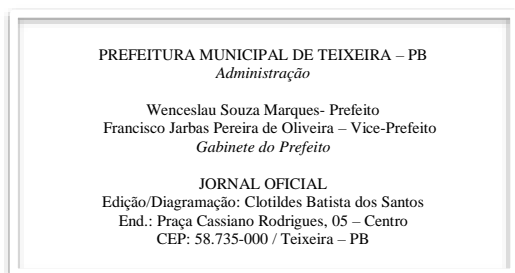 PREFEITURA MUNICIPAL DE TEIXEIRA – PB
Administração
Wenceslau Souza Marques- Prefeito
Francisco Jarbas Pereira de Oliveira – Vice-Prefeito
Gabinete do Prefeito
JORNAL OFICIAL
Edição/Diagramação: Clotildes Batista dos Santos
End.: Praça Cassiano Rodrigues, 05 – Centro
CEP: 58.735-000 / Teixeira – PB